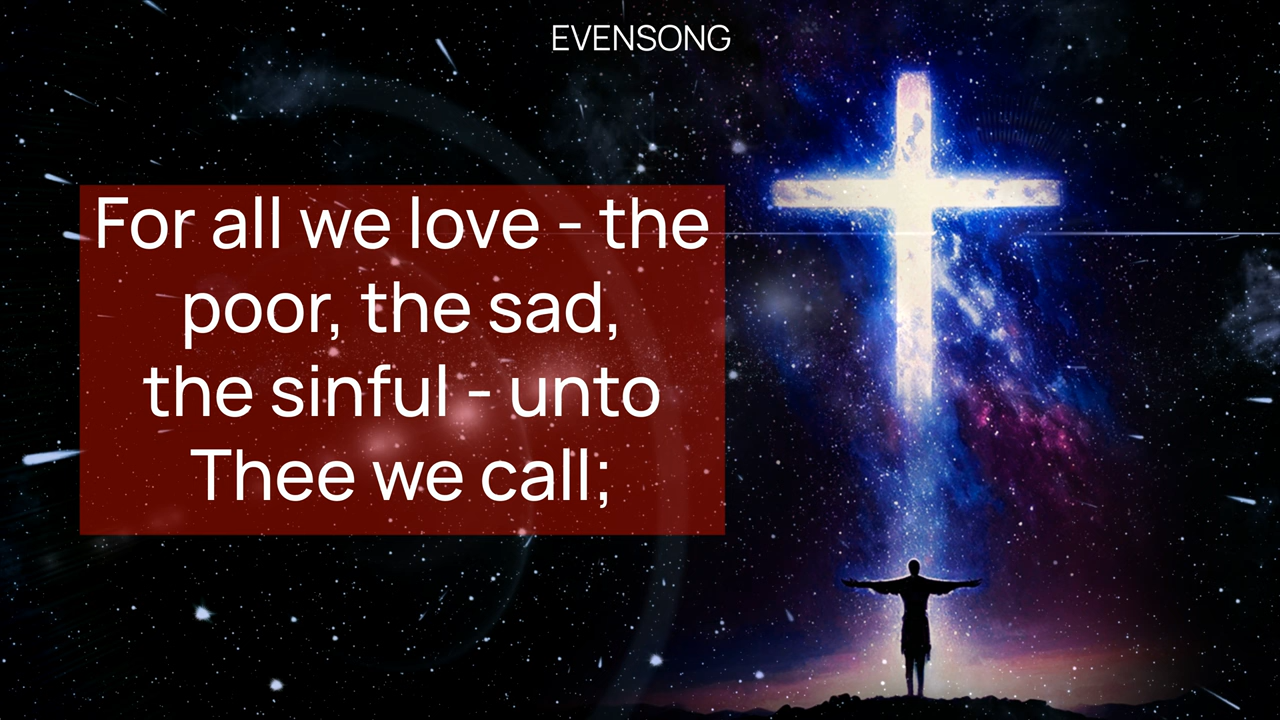 EVENSONG
For all we love - the
poor, the sad,
the sinful - unto
Thee we call;